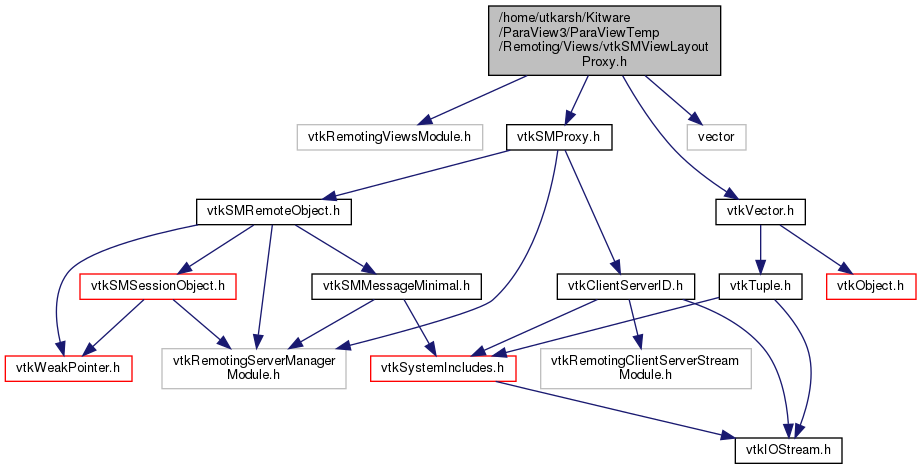 /home/utkarsh/Kitware
/ParaView3/ParaViewTemp
/Remoting/Views/vtkSMViewLayout
Proxy.h
vtkRemotingViewsModule.h
vtkSMProxy.h
vector
vtkSMRemoteObject.h
vtkVector.h
vtkSMSessionObject.h
vtkSMMessageMinimal.h
vtkClientServerID.h
vtkTuple.h
vtkObject.h
vtkWeakPointer.h
vtkRemotingServerManager
Module.h
vtkSystemIncludes.h
vtkRemotingClientServerStream
Module.h
vtkIOStream.h